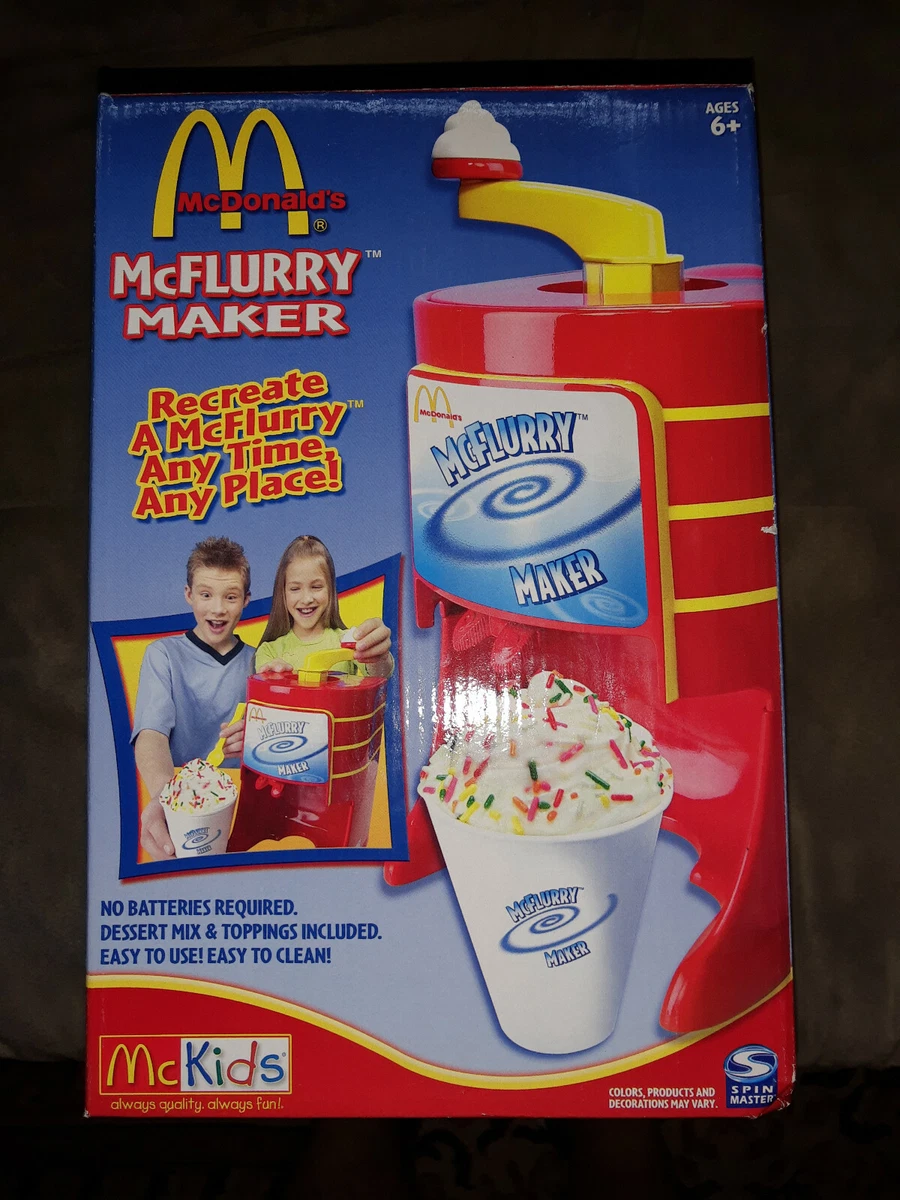 McDonald's
®
McFLURRY™
MAKER
Recreate
A McFlurry™
Any Time,
Any Place!
AGES
6+
McDonald's
McFLURRY™
MAKER
McFLURRY
MAKER
NO BATTERIES REQUIRED.
DESSERT MIX & TOPPINGS INCLUDED.
EASY TO USE! EASY TO CLEAN!
McFLURRY™
MAKER
McKids
always quality. always fun!.
COLORS, PRODUCTS AND
DECORATIONS MAY VARY.
SPIN
MASTER